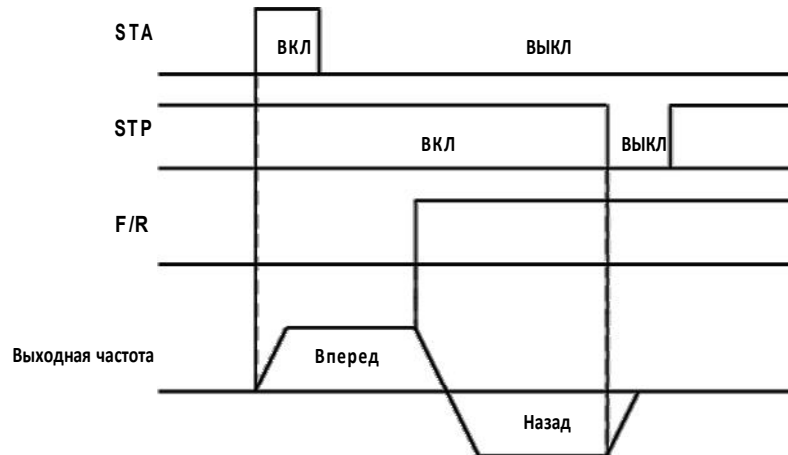 STA
ВКЛ ВЫКЛ
STP
ВКЛ ВЫКЛ
F/R
Выходная частота
Вперед
Назад